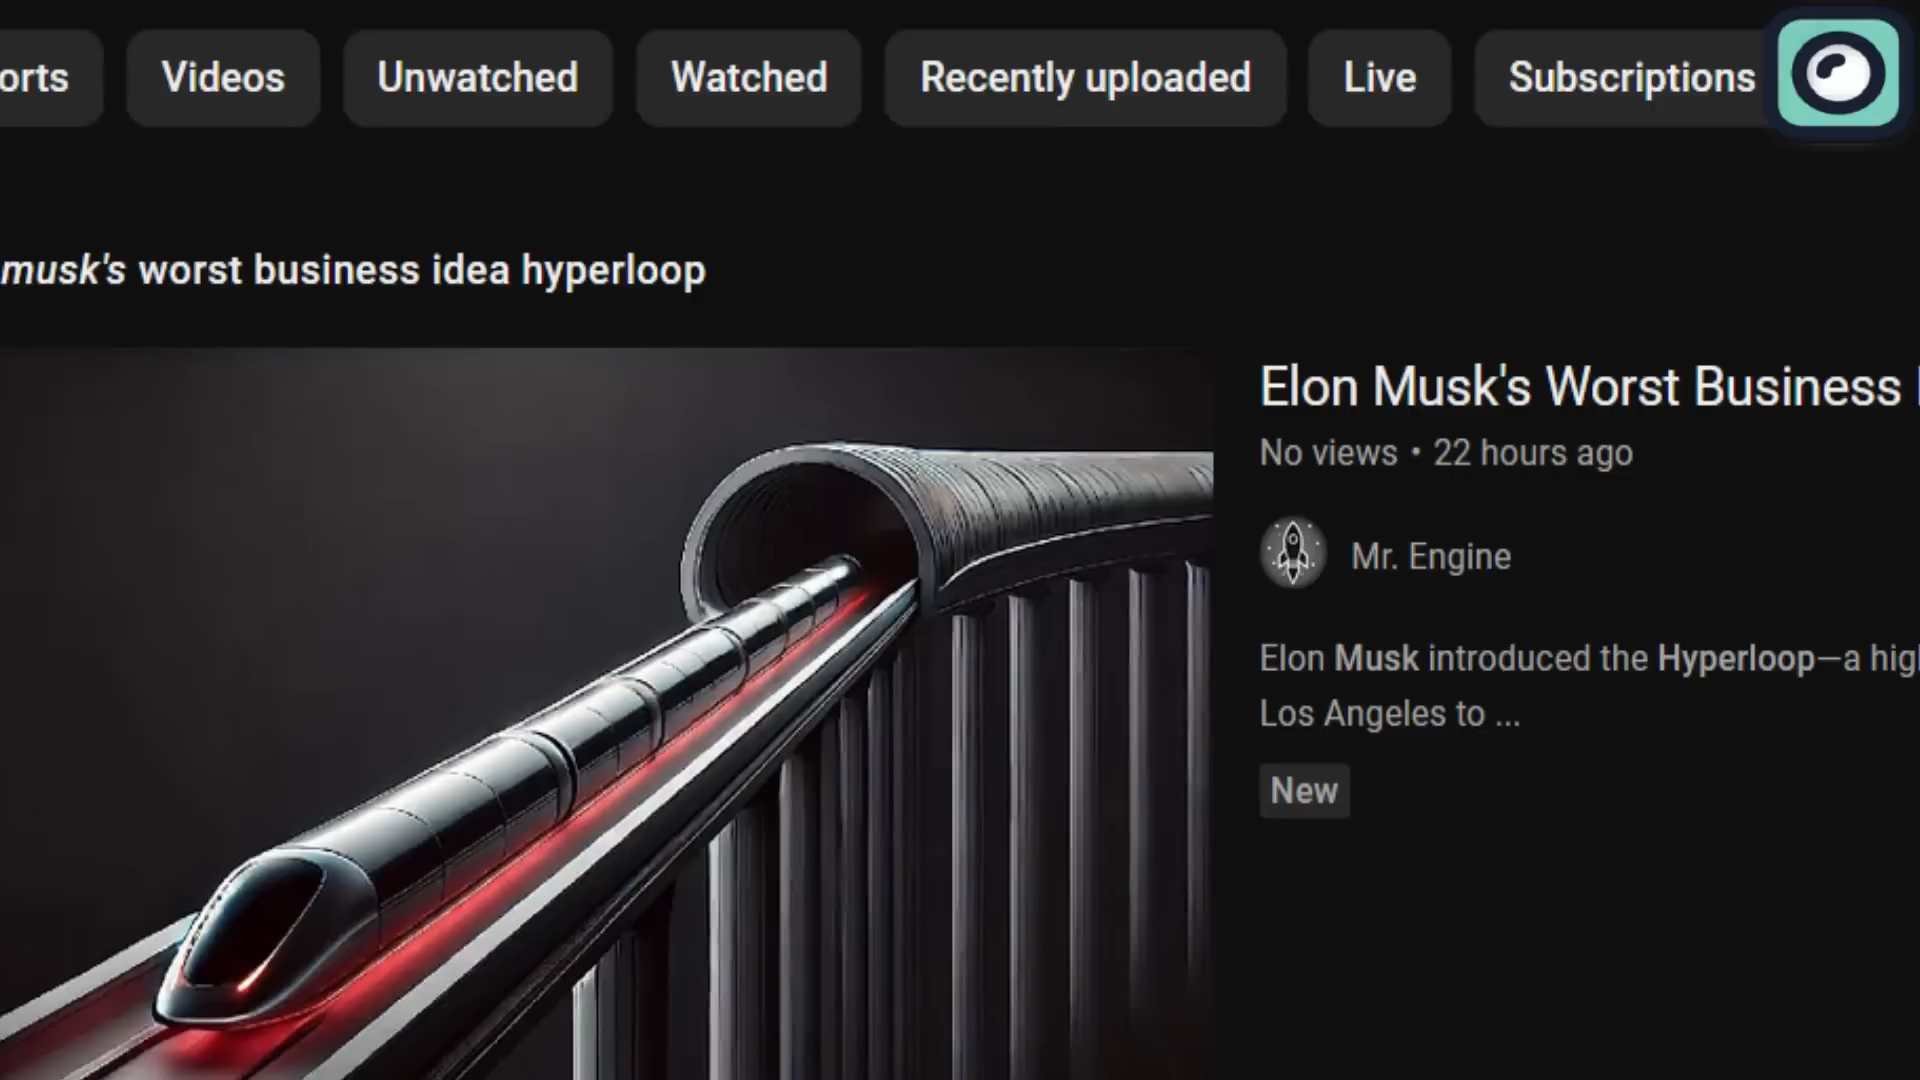 orts Videos Unwatched Watched Recently uploaded Live Subscriptions
musk's worst business idea hyperloop
Elon Musk's Worst Business
No views • 22 hours ago
Mr. Engine
Elon Musk introduced the Hyperloop—a hig
Los Angeles to ...
New